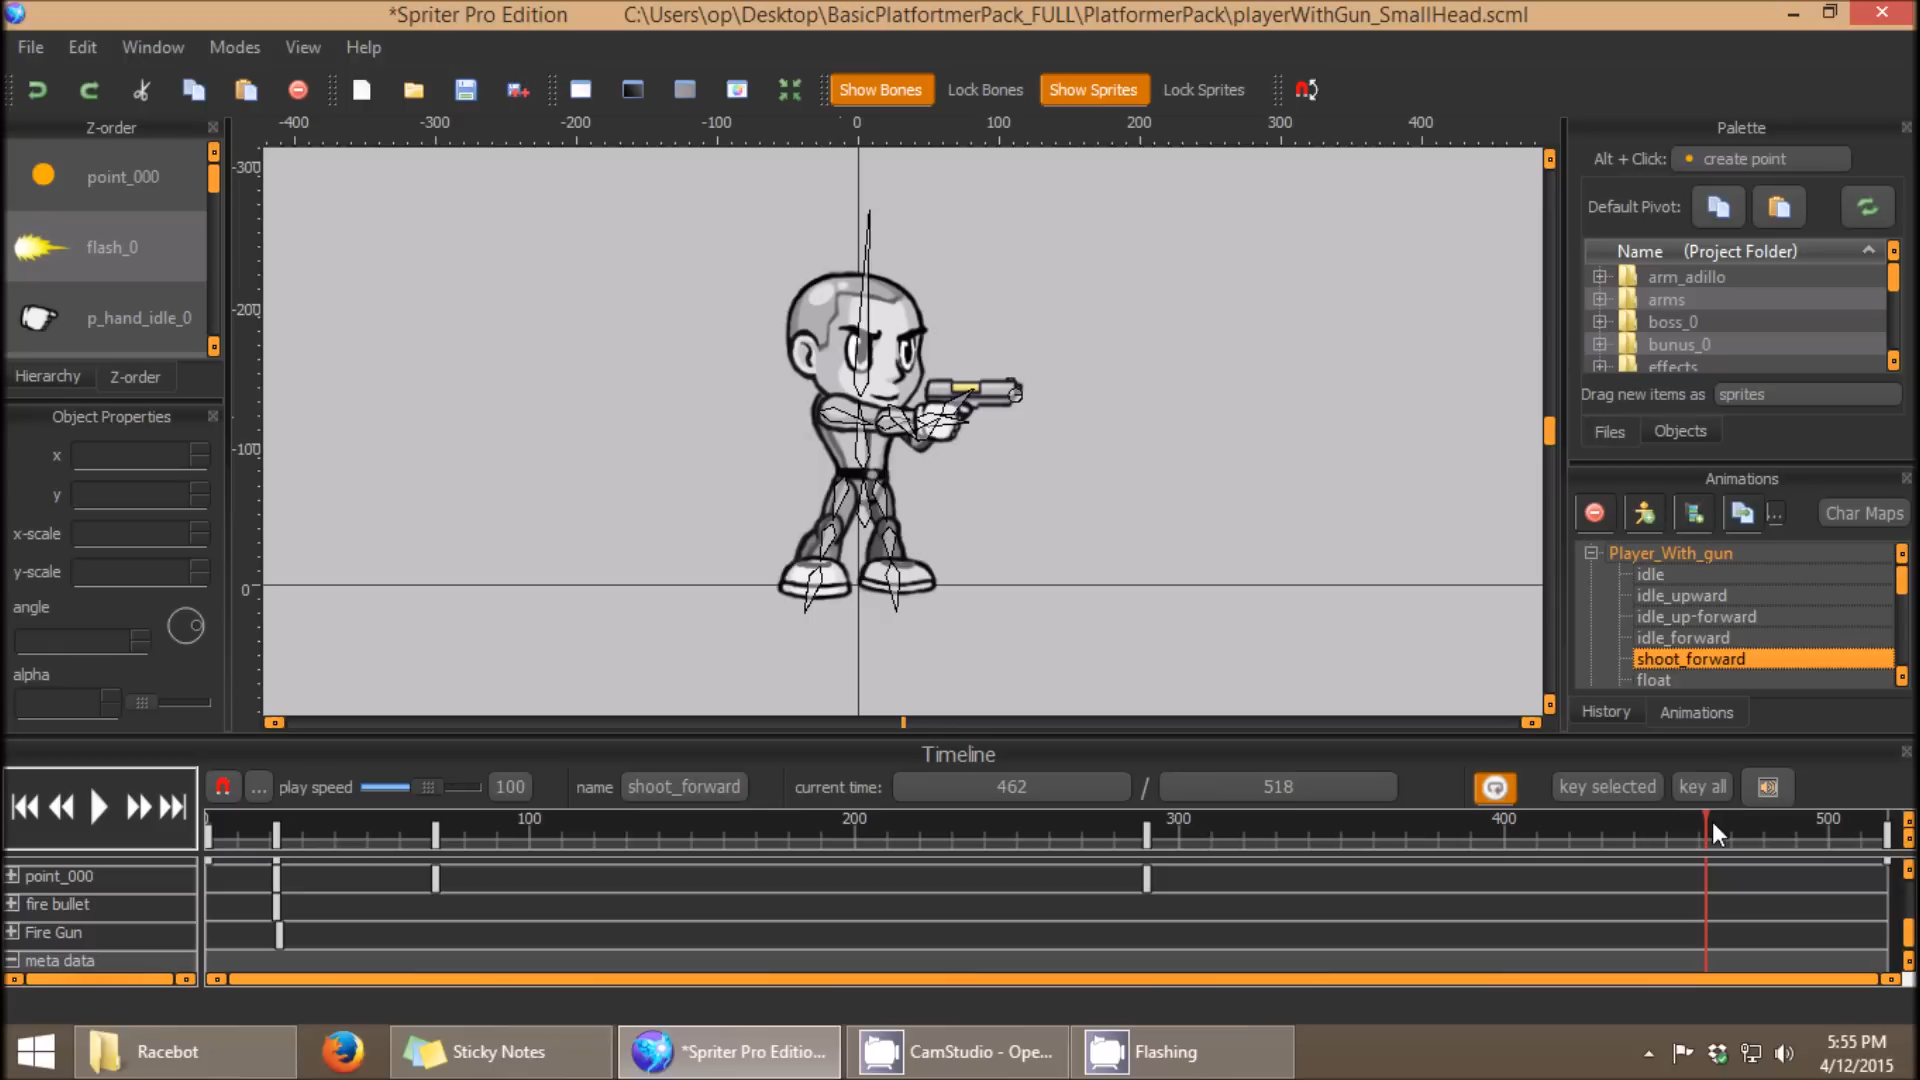 *Spriter Pro Edition C:\Users\op\Desktop\BasicPlatfortmerPack_FULL\PlatformerPack\playerWithGun_SmallHead.scml
File Edit Window Modes View Help
Show Bones Lock Bones Show Sprites Lock Sprites
Z-order
-400 -300 -200 -100 0 100 200 300 400
Palette
point_000
flash_0
p_hand_idle_0
Hierarchy Z-order
-300
-200
-100
0
Alt + Click: create point
Default Pivot:
Name (Project Folder)
arm_adillo
arms
boss_0
bunus_0
effects
Drag new items as sprites
Files Objects
Object Properties
x
y
x-scale
y-scale
angle
alpha
Animations
... Char Maps
Player_With_gun
idle
idle_upward
idle_up-forward
idle_forward
shoot_forward
float
History Animations
Timeline
... play speed 100 name shoot_forward current time: 462 / 518 key selected key all
0 100 200 300 400 500
point_000
fire bullet
Fire Gun
meta data
Racebot Sticky Notes *Spriter Pro Editio... CamStudio - Ope... Flashing
5:55 PM
4/12/2015